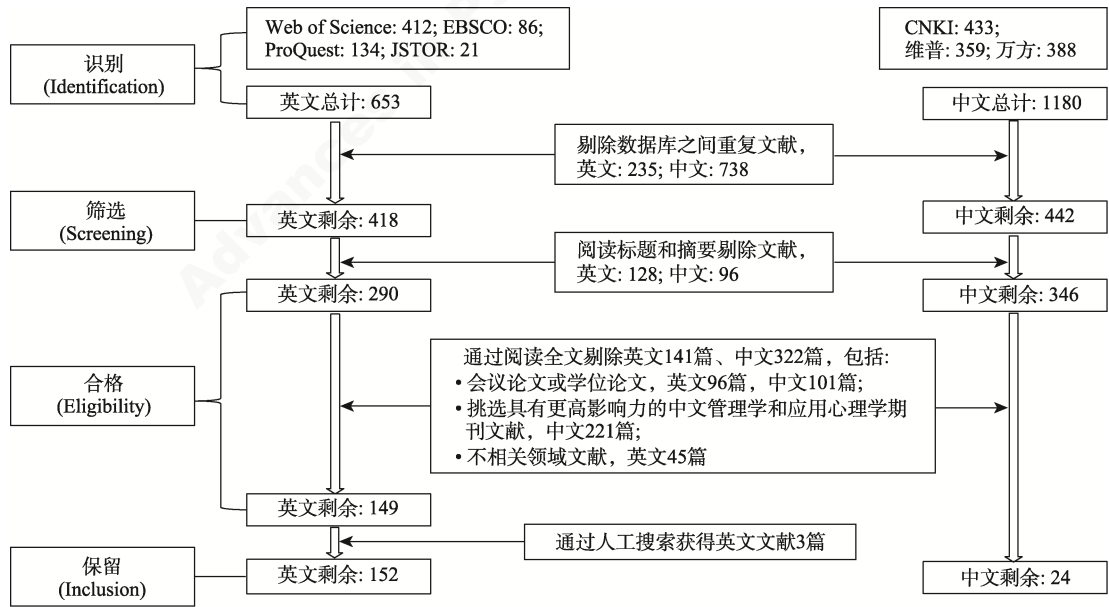 识别
(Identification)
Web of Science: 412; EBSCO: 86;
ProQuest: 134; JSTOR: 21
CNKI: 433;
维普: 359; 万方: 388
英文总计: 653
中文总计: 1180
剔除数据库之间重复文献，
英文: 235; 中文: 738
筛选
(Screening)
英文剩余: 418
中文剩余: 442
阅读标题和摘要剔除文献，
英文: 128; 中文: 96
英文剩余: 290
中文剩余: 346
合格
(Eligibility)
通过阅读全文剔除英文141篇、中文322篇，包括:
• 会议论文或学位论文，英文96篇，中文101篇;
• 挑选具有更高影响力的中文管理学和应用心理学期
刊文献，中文221篇;
• 不相关领域文献，英文45篇
英文剩余: 149
通过人工搜索获得英文文献3篇
保留
(Inclusion)
英文剩余: 152
中文剩余: 24
Advances in